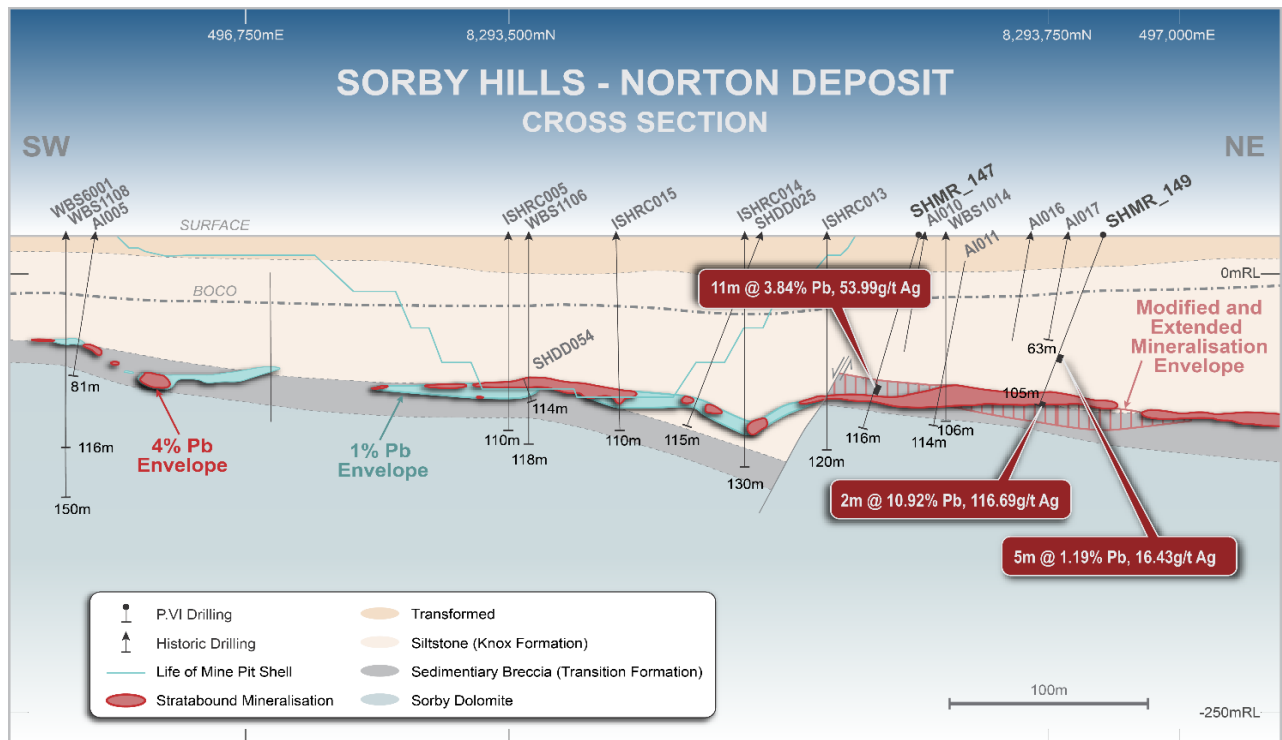 496,750mE
8,293,500mN
8,293,750mN
497,000mE
SORBY HILLS - NORTON DEPOSIT
CROSS SECTION
SW
NE
WBS6001
WBS1108
AI005
SURFACE
ISHRC005
WBS1106
ISHRC015
ISHRC014
SHDD025
ISHRC013
SHMR_147
AI010
WBS1014
AI011
AI016
AI017
SHMR_149
0mRL
BOCO
11m @ 3.84% Pb, 53.99g/t Ag
Modified and
Extended
Mineralisation
Envelope
63m
SHDD054
81m
105m
114m
116m
4% Pb
Envelope
1% Pb
Envelope
110m
118m
110m
115m
116m
114m
106m
120m
130m
150m
2m @ 10.92% Pb, 116.69g/t Ag
5m @ 1.19% Pb, 16.43g/t Ag
P.VI Drilling
Historic Drilling
Life of Mine Pit Shell
Stratabound Mineralisation
Transformed
Siltstone (Knox Formation)
Sedimentiary Breccia (Transition Formation)
Sorby Dolomite
100m
-250mRL